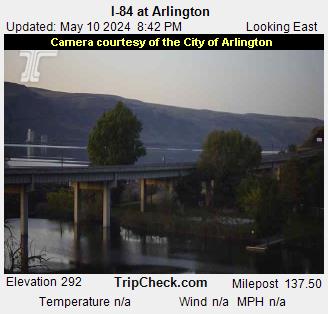 I-84 at Arlington
Updated: May 10 2024 8:42 PM Looking East
Camera courtesy of the City of Arlington
Elevation 292 TripCheck.com Milepost 137.50
Temperature n/a Wind n/a MPH n/a